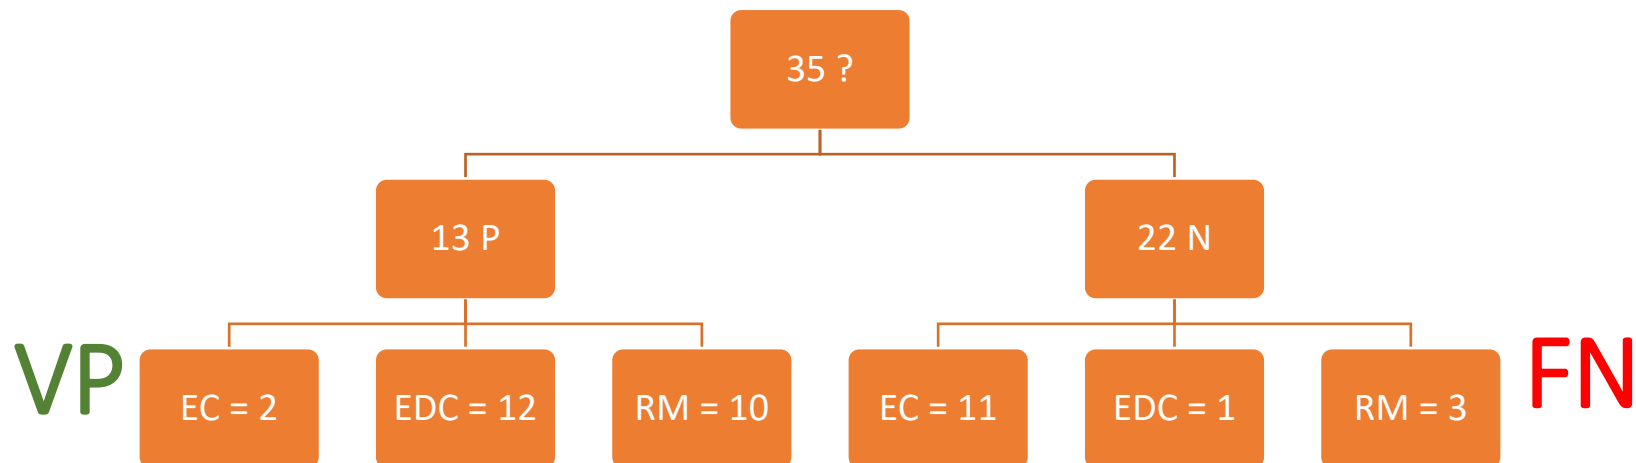 35 ?
13 P
22 N
VP
EC = 2
EDC = 12
RM = 10
EC = 11
EDC = 1
RM = 3
FN